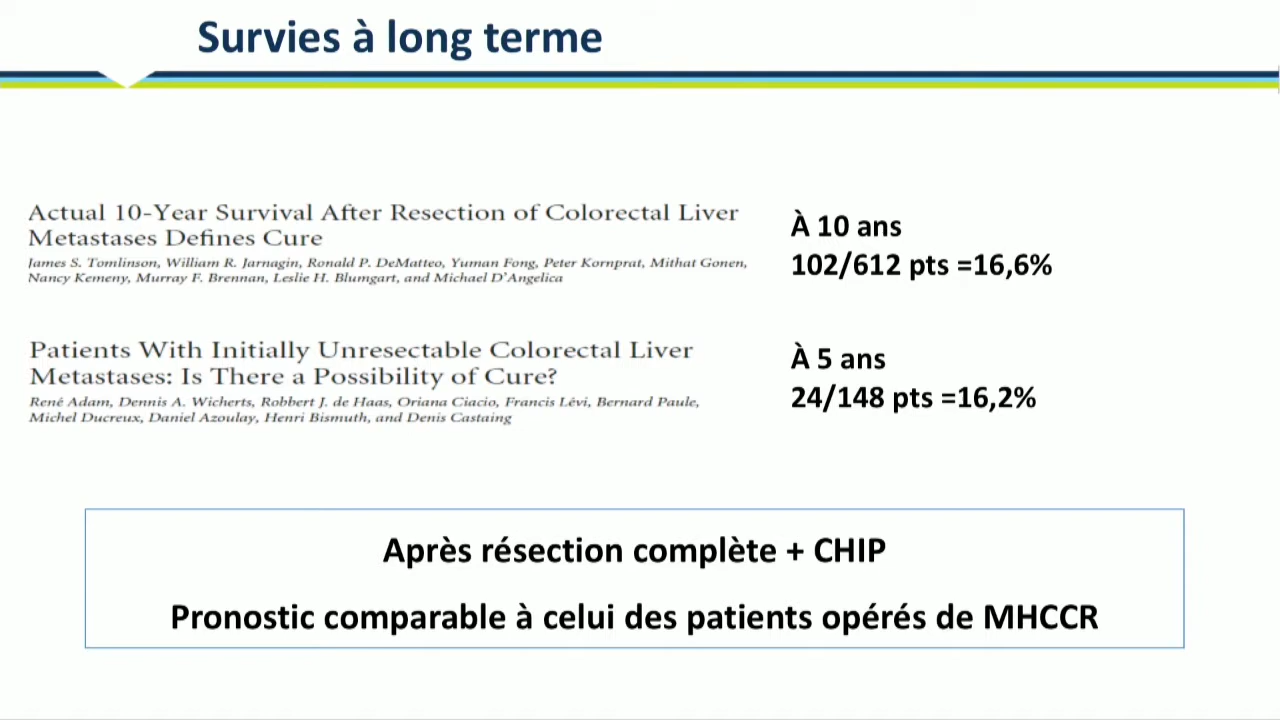 Survies à long terme
Actual 10-Year Survival After Resection of Colorectal Liver
Metastases Defines Cure
James S. Tomlinson, William R. Jarnagin, Ronald P. DeMatteo, Yuman Fong, Peter Kornprat, Mithat Gonen,
Nancy Kemeny, Murray F. Brennan, Leslie H. Blumgart, and Michael D'Angelica
À 10 ans
102/612 pts =16,6%
Patients With Initially Unresectable Colorectal Liver
Metastases: Is There a Possibility of Cure?
René Adam, Dennis A. Wicherts, Robbert J. de Haas, Oriana Ciacio, Francis Lévi, Bernard Paule,
Michel Ducreux, Daniel Azoulay, Henri Bismuth, and Denis Castaing
À 5 ans
24/148 pts =16,2%
Après résection complète + CHIP
Pronostic comparable à celui des patients opérés de MHCCR